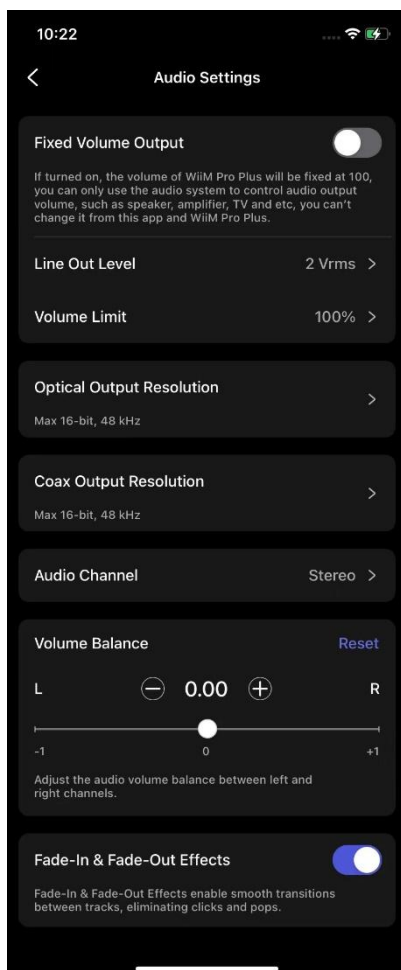 10:22
Audio Settings
Fixed Volume Output
If turned on, the volume of WiiM Pro Plus will be fixed at 100,
you can only use the audio system to control audio output
volume, such as speaker, amplifier, TV and etc, you can't
change it from this app and WiiM Pro Plus.
Line Out Level 2 Vrms >
Volume Limit 100% >
Optical Output Resolution >
Max 16-bit, 48 kHz
Coax Output Resolution >
Max 16-bit, 48 kHz
Audio Channel Stereo >
Volume Balance Reset
L 0.00 R
-1 0 +1
Adjust the audio volume balance between left and
right channels.
Fade-In & Fade-Out Effects
Fade-In & Fade-Out Effects enable smooth transitions
between tracks, eliminating clicks and pops.